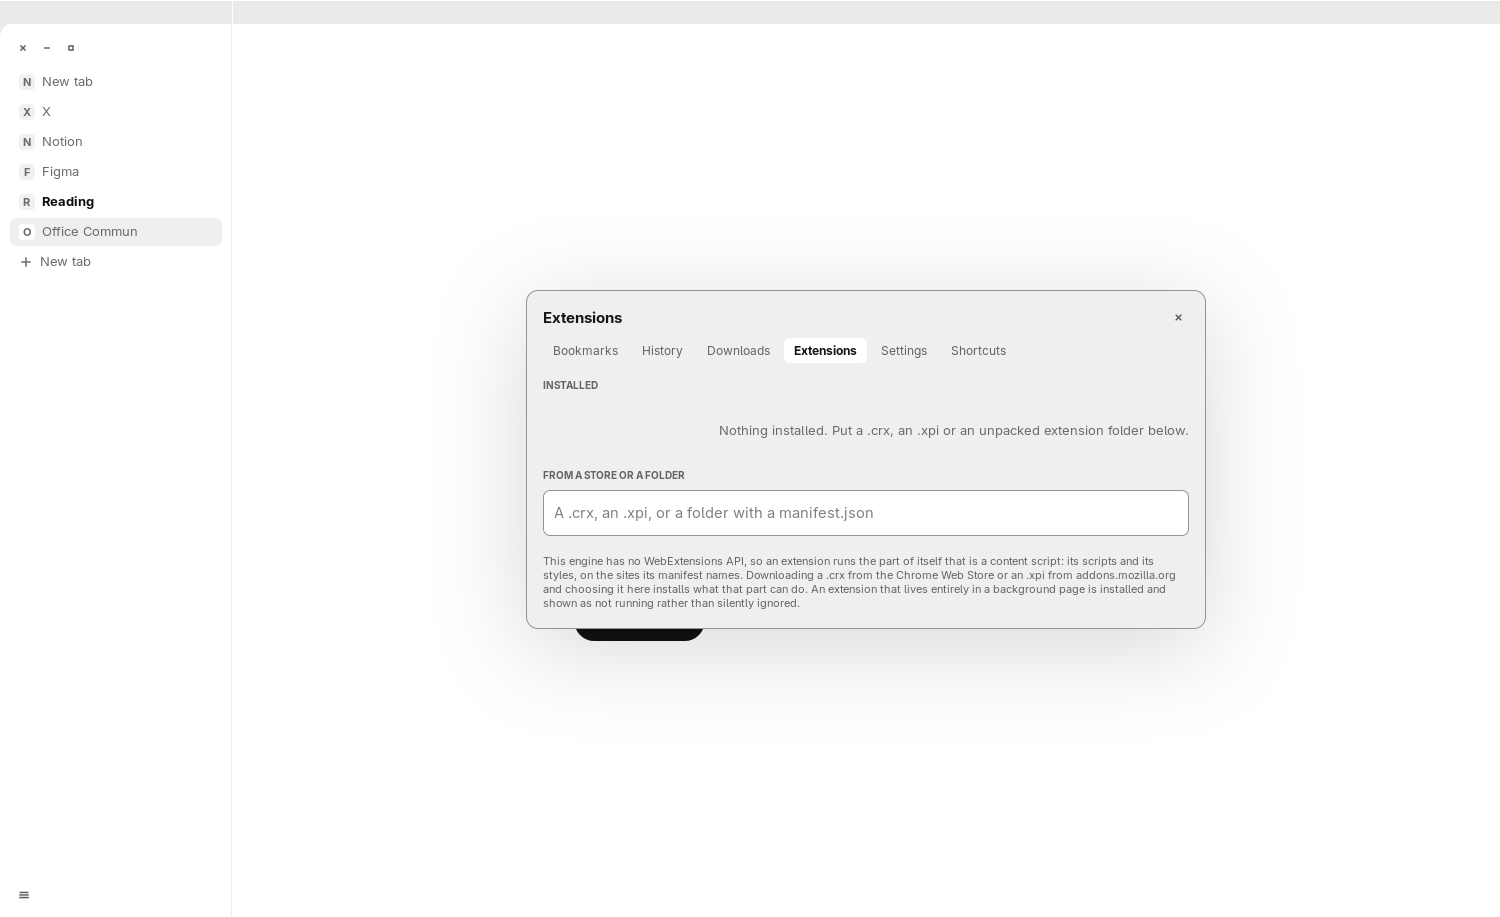 N New tab
X X
N Notion
F Figma
R Reading
O Office Commun
New tab
Extensions
Bookmarks History Downloads Extensions Settings Shortcuts
INSTALLED
Nothing installed. Put a .crx, an .xpi or an unpacked extension folder below.
FROM A STORE OR A FOLDER
A .crx, an .xpi, or a folder with a manifest.json
This engine has no WebExtensions API, so an extension runs the part of itself that is a content script: its scripts and its
styles, on the sites its manifest names. Downloading a .crx from the Chrome Web Store or an .xpi from addons.mozilla.org
and choosing it here installs what that part can do. An extension that lives entirely in a background page is installed and
shown as not running rather than silently ignored.